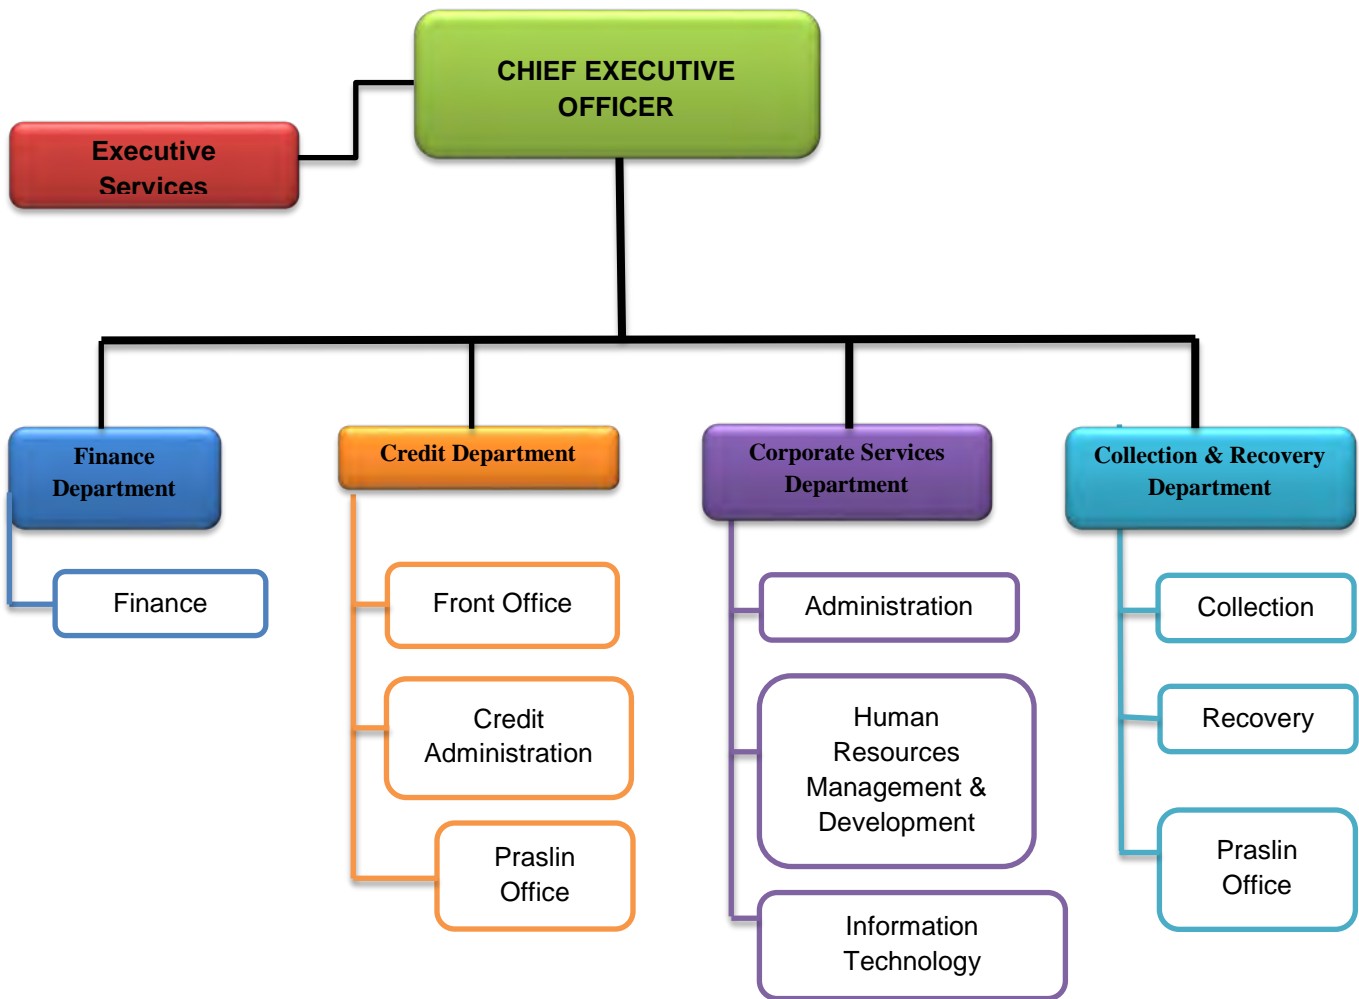 CHIEF EXECUTIVE
OFFICER
Executive
Services
Finance
Department
Credit Department
Corporate Services
Department
Collection & Recovery
Department
Finance
Front Office
Credit
Administration
Praslin
Office
Administration
Human
Resources
Management &
Development
Information
Technology
Collection
Recovery
Praslin
Office